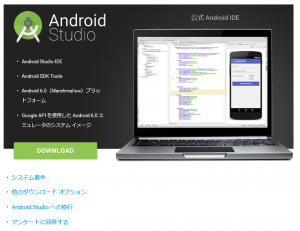 Android
Studio
公式 Android IDE
• Android Studio IDE
• Android SDK Tools
• Android 6.0（Marshmallow）プラッ
トフォーム
• Google API を使用した Android 6.0 エ
ミュレータのシステム イメージ
DOWNLOAD
• システム要件
• 他のダウンロード オプション
• Android Studio への移行
• アンケートに回答する